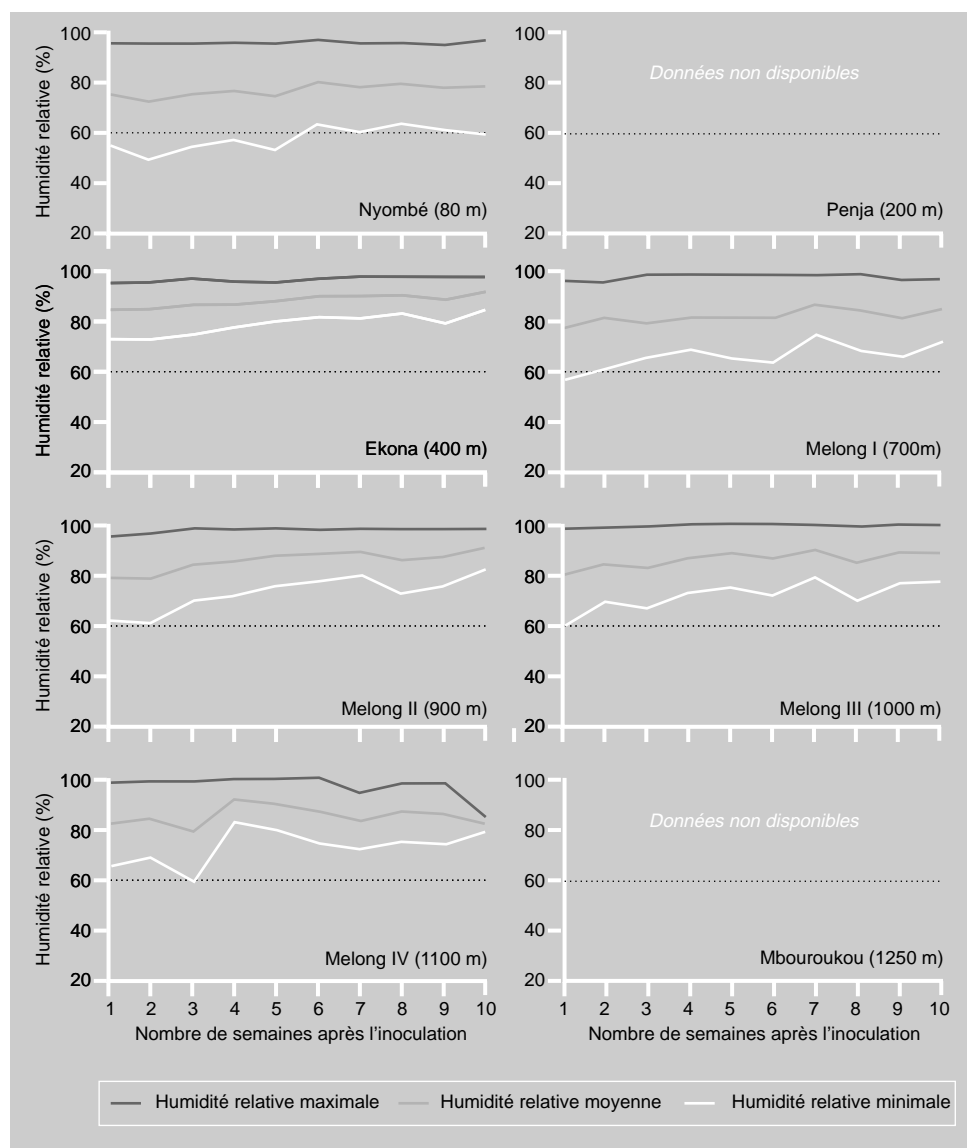 Humidité relative (%)
100
80
60
40
20
Nyombé (80 m)
100
80
60
40
20
Données non disponibles
Penja (200 m)
Humidité relative (%)
100
80
60
40
20
Ekona (400 m)
100
80
60
40
20
Melong I (700m)
Humidité relative (%)
100
80
60
40
20
Melong II (900 m)
100
80
60
40
20
Melong III (1000 m)
Humidité relative (%)
100
80
60
40
20
Melong IV (1100 m)
1 2 3 4 5 6 7 8 9 10
Nombre de semaines après l'inoculation
100
80
60
40
20
Données non disponibles
Mbouroukou (1250 m)
1 2 3 4 5 6 7 8 9 10
Nombre de semaines après l'inoculation
Humidité relative maximale Humidité relative moyenne Humidité relative minimale